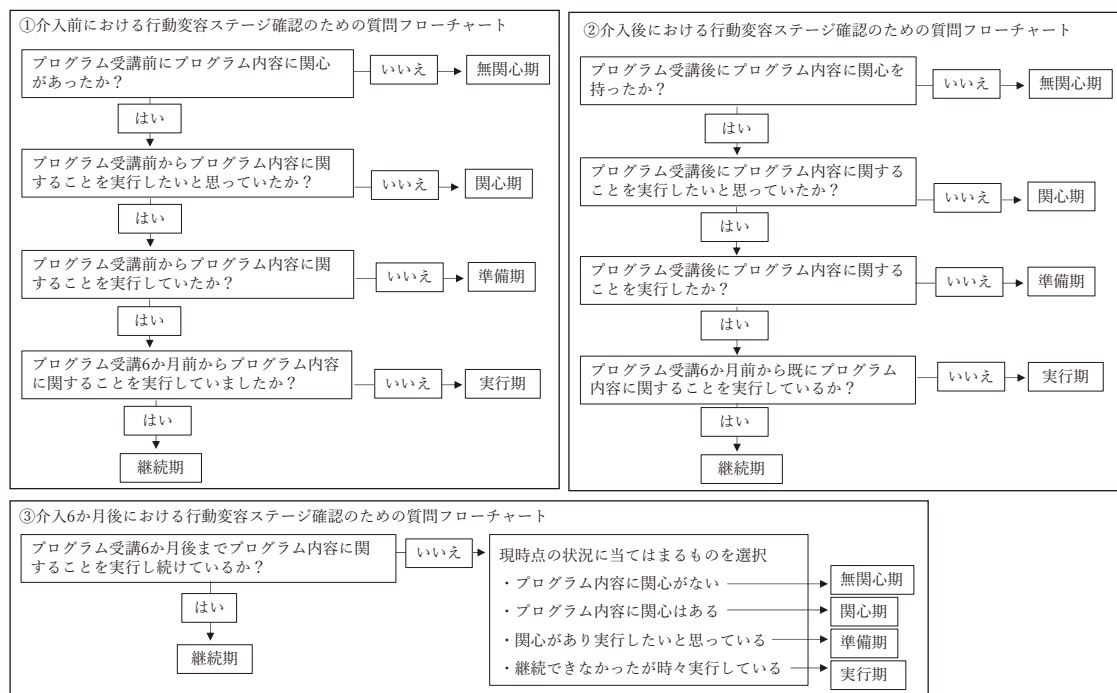 ①介入前における行動変容ステージ確認のための質問フローチャート
プログラム受講前にプログラム内容に関心
があったか？
いいえ
無関心期
はい
プログラム受講前からプログラム内容に関
することを実行したいと思っていたか？
いいえ
関心期
はい
プログラム受講前からプログラム内容に関
することを実行していたか？
いいえ
準備期
はい
プログラム受講6か月前からプログラム内容
に関することを実行していましたか？
いいえ
実行期
はい
継続期
②介入後における行動変容ステージ確認のための質問フローチャート
プログラム受講後にプログラム内容に関心を
持ったか？
いいえ
無関心期
はい
プログラム受講後にプログラム内容に関する
ことを実行したいと思っていたか？
いいえ
関心期
はい
プログラム受講後にプログラム内容に関する
ことを実行したか？
いいえ
準備期
はい
プログラム受講6か月前から既にプログラム
内容に関することを実行しているか？
いいえ
実行期
はい
継続期
③介入6か月後における行動変容ステージ確認のための質問フローチャート
プログラム受講6か月後までプログラム内容に関
することを実行し続けているか？
いいえ
はい
継続期
現時点の状況に当てはまるものを選択
・プログラム内容に関心がない
無関心期
・プログラム内容に関心はある
関心期
・関心があり実行したいと思っている
準備期
・継続できなかったが時々実行している
実行期